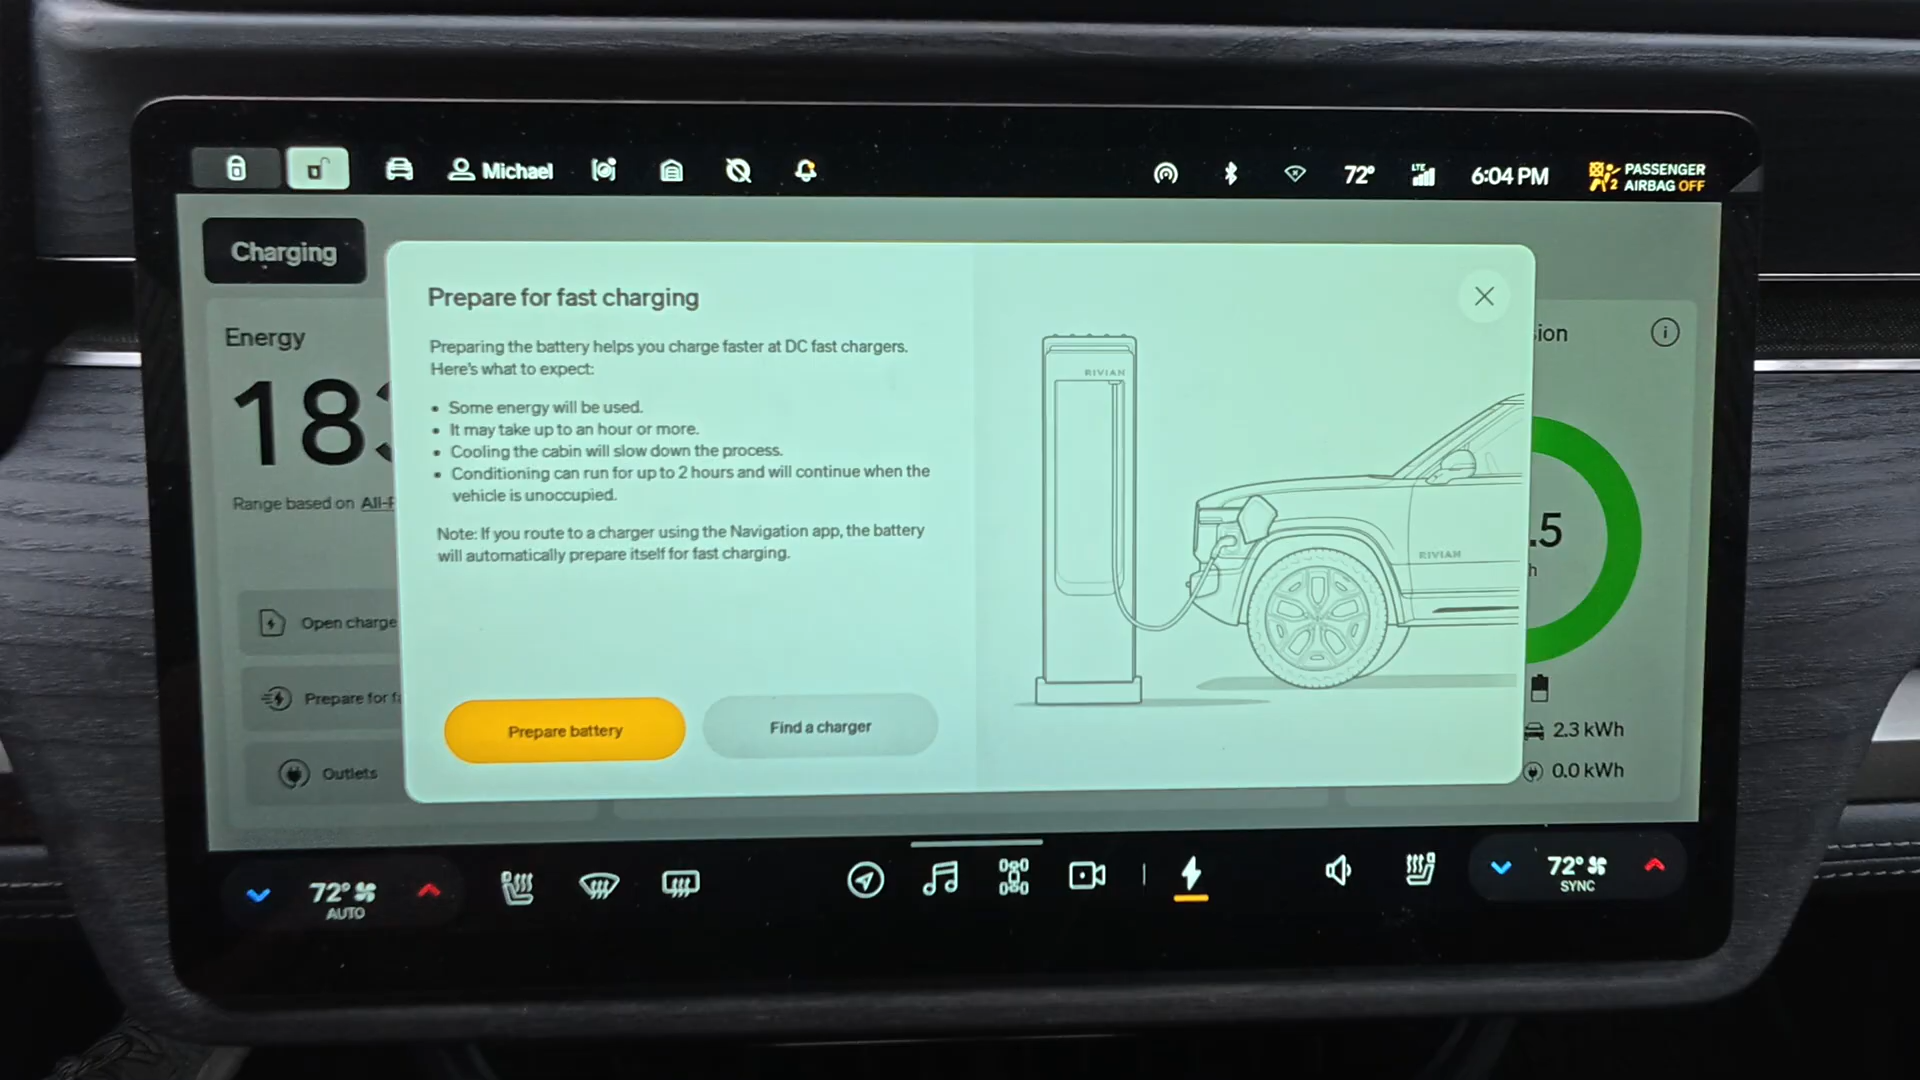 Michael
72°
LTE
6:04 PM
PASSENGER
AIRBAG OFF
2
Charging
Energy
Prepare for fast charging
Preparing the battery helps you charge faster at DC fast chargers.
Here's what to expect:
• Some energy will be used.
• It may take up to an hour or more.
• Cooling the cabin will slow down the process.
• Conditioning can run for up to 2 hours and will continue when the
vehicle is unoccupied.
Note: If you route to a charger using the Navigation app, the battery
will automatically prepare itself for fast charging.
Prepare battery
Find a charger
RIVIAN
RIVIAN
Range based on
Open charge
Prepare for
Outlets
.5
2.3 kWh
0.0 kWh
72°
AUTO
72°
SYNC